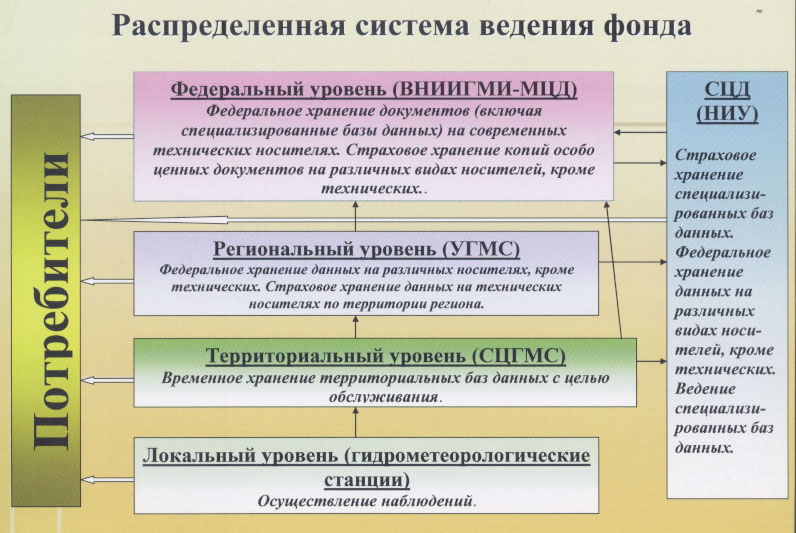 Распределенная система ведения фонда
Потребители
Федеральный уровень (ВНИИГМИ-МЦД)
Федеральное хранение документов (включая
специализированные базы данных) на современных
технических носителях. Страховое хранение копий особо
ценных документов на различных видах носителей, кроме
технических..
Региональный уровень (УГМС)
Федеральное хранение данных на различных носителях, кроме
технических. Страховое хранение данных на технических
носителях по территории региона.
Территориальный уровень (СЦГМС)
Временное хранение территориальных баз данных с целью
обслуживания.
Локальный уровень (гидрометеорологические
станции)
Осуществление наблюдений.
СЦД
(НИУ)
Страховое
хранение
специализи-
рованных баз
данных.
Федеральное
хранение
данных на
различных
видах носи-
телей, кроме
технических.
Ведение
специализи-
рованных баз
данных.